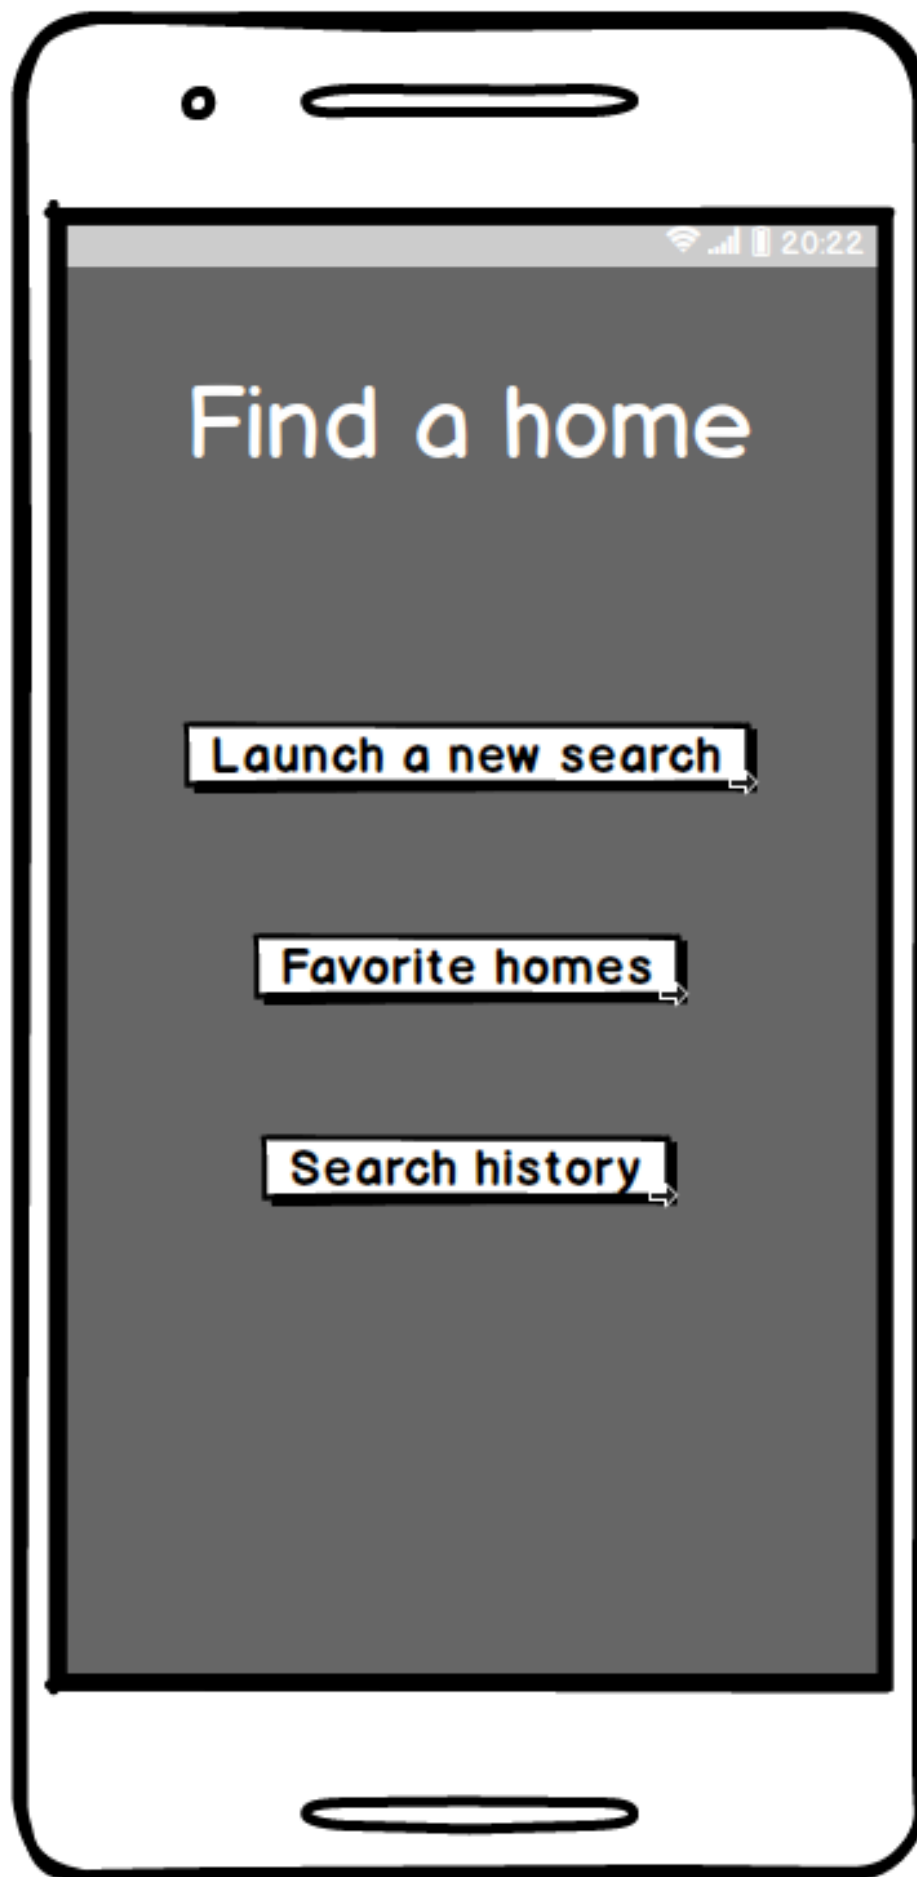 20:22
Find a home
Launch a new search
Favorite homes
Search history